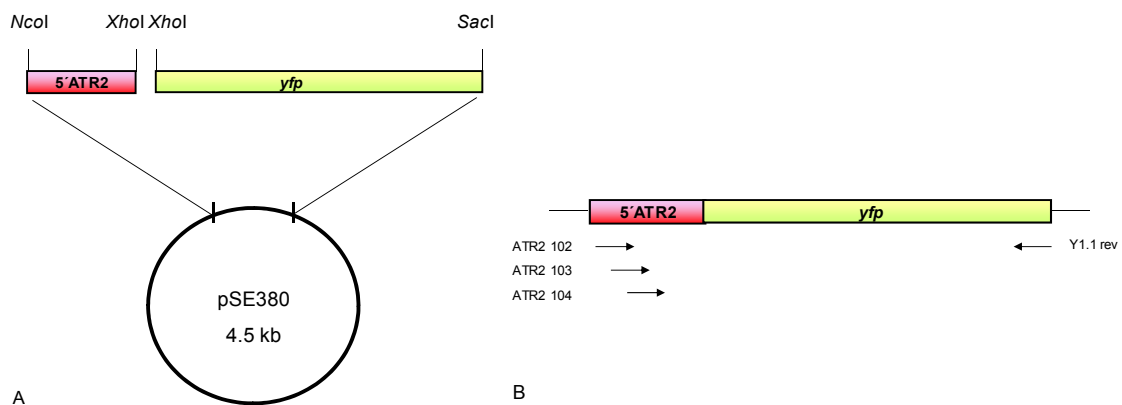 NcoI XhoI XhoI SacI
5´ATR2 yfp
pSE380
4.5 kb
A
5´ATR2 yfp
ATR2 102 Y1.1 rev
ATR2 103
ATR2 104
B